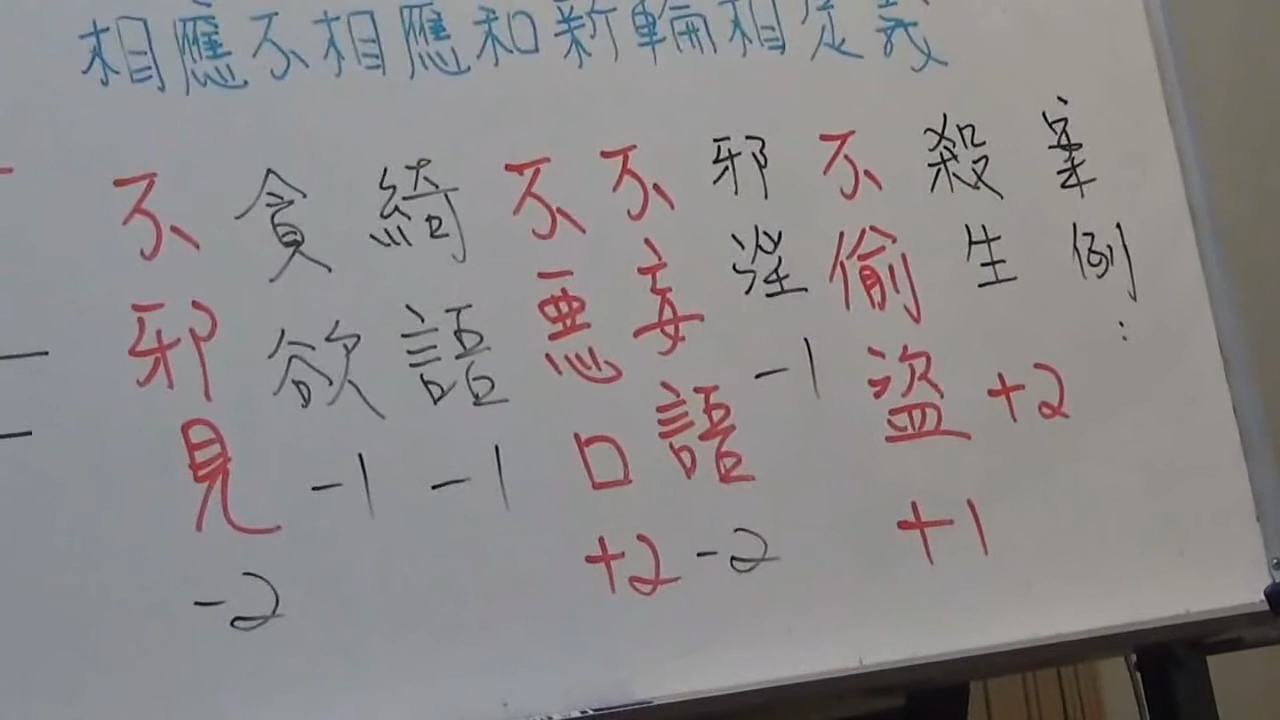 相應不相應和新輪相定義
案例:
殺生 +2
不偷盜 +1
邪淫 -1
不妄語 -2
不惡口 +2
綺語 -1
貪欲 -1
不邪見 -2